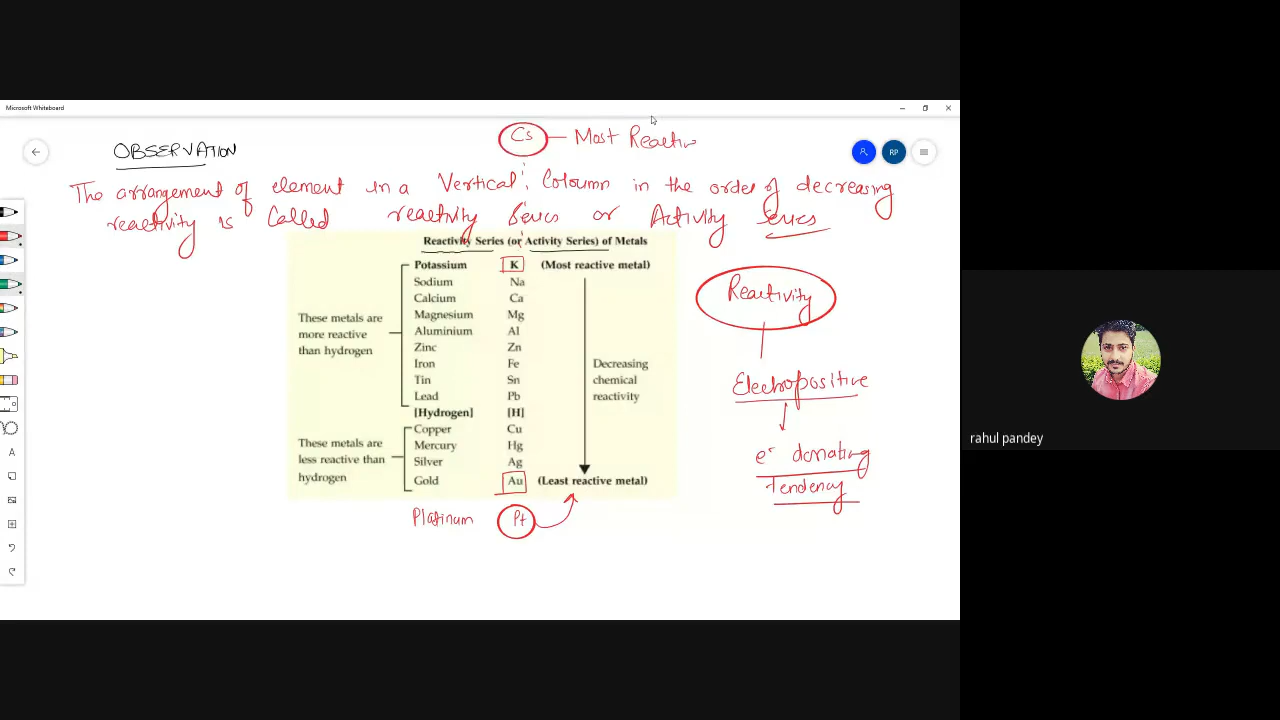 Microsoft Whiteboard
Cs — Most Reactiv
OBSERVATION
RP
The arrangement of element in a Vertical Coloumn in the order of decreasing
reactivity is Called reactivity Series or Activity Series
Reactivity Series (or Activity Series) of Metals
Potassium K (Most reactive metal)
Sodium Na
Calcium Ca
Magnesium Mg
Aluminium Al
Zinc Zn
Iron Fe
Tin Sn
Lead Pb
[Hydrogen] [H]
Copper Cu
Mercury Hg
Silver Ag
Gold Au (Least reactive metal)
These metals are
more reactive
than hydrogen
These metals are
less reactive than
hydrogen
Decreasing
chemical
reactivity
Platinum Pt
Reactivity
Electropositive
e⁻ donating
Tendency
rahul pandey